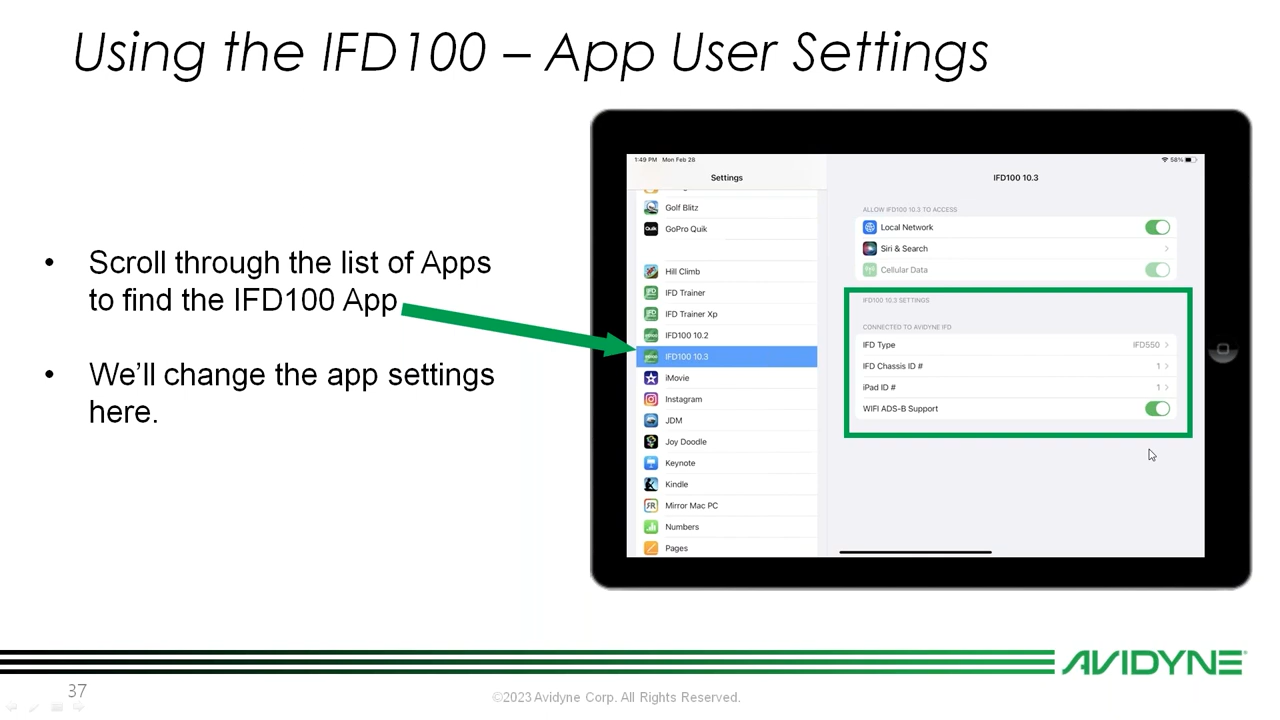 Using the IFD100 – App User Settings
• Scroll through the list of Apps
to find the IFD100 App
• We’ll change the app settings
here.
1:49 PM Mon Feb 28
58%
Settings
Golf Blitz
Quik
GoPro Quik
Hill Climb
IFD Trainer
IFD Trainer Xp
IFD100 10.2
IFD100 10.3
iMovie
Instagram
JDM
Joy Doodle
Keynote
Kindle
Mirror Mac PC
Numbers
Pages
IFD100 10.3
ALLOW IFD100 10.3 TO ACCESS
Local Network
Siri & Search
Cellular Data
IFD100 10.3 SETTINGS
CONNECTED TO AVIDYNE IFD
IFD Type IFD550
IFD Chassis ID # 1
iPad ID # 1
WIFI ADS-B Support
AVIDYNE
37
©2023 Avidyne Corp. All Rights Reserved.